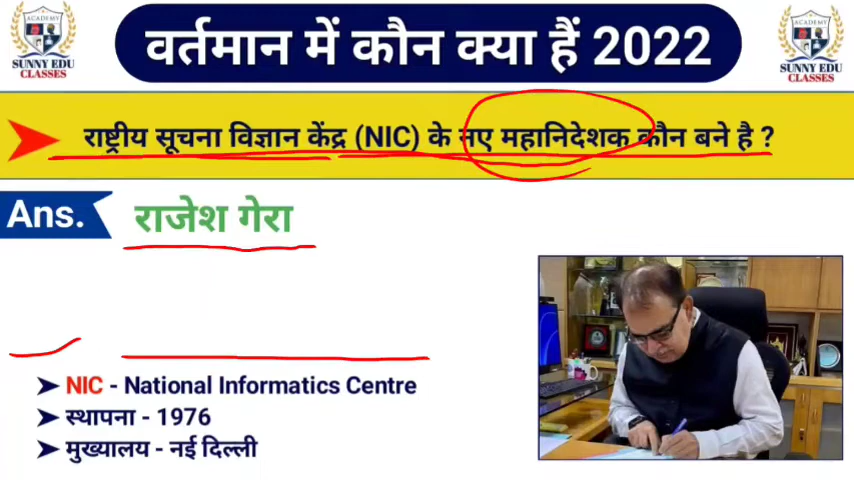 ACADEMY
SUNNY EDU
CLASSES
वर्तमान में कौन क्या हैं 2022
ACADEMY
SUNNY EDU
CLASSES
राष्ट्रीय सूचना विज्ञान केंद्र (NIC) के नए महानिदेशक कौन बने है ?
Ans. राजेश गेरा
➤ NIC - National Informatics Centre
➤ स्थापना - 1976
➤ मुख्यालय - नई दिल्ली